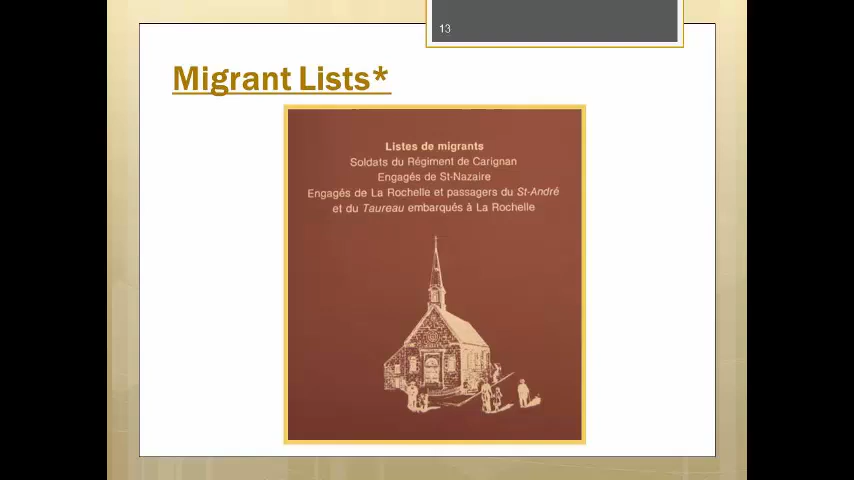 13
Migrant Lists*
Listes de migrants
Soldats du Régiment de Carignan
Engagés de St-Nazaire
Engagés de La Rochelle et passagers du St-André
et du Taureau embarqués à La Rochelle